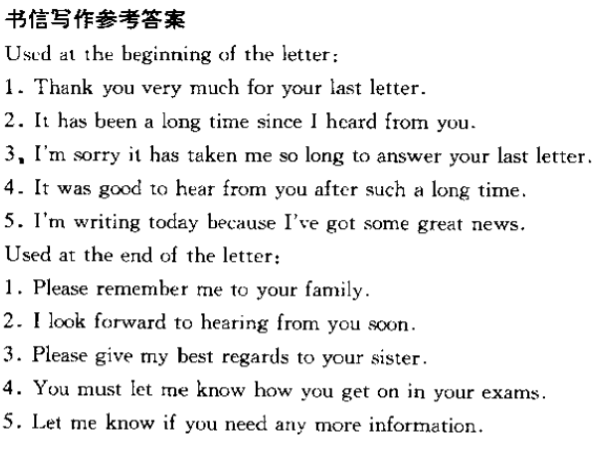 书信写作参考答案
Used at the beginning of the letter:
1. Thank you very much for your last letter.
2. It has been a long time since I heard from you.
3. I'm sorry it has taken me so long to answer your last letter.
4. It was good to hear from you after such a long time.
5. I'm writing today because I've got some great news.
Used at the end of the letter:
1. Please remember me to your family.
2. I look forward to hearing from you soon.
3. Please give my best regards to your sister.
4. You must let me know how you get on in your exams.
5. Let me know if you need any more information.